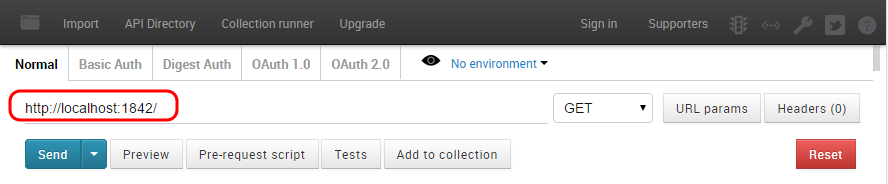 Import API Directory Collection runner Upgrade Sign in Supporters
Normal Basic Auth Digest Auth OAuth 1.0 OAuth 2.0 No environment
http://localhost:1842/ GET URL params Headers (0)
Send Preview Pre-request script Tests Add to collection Reset